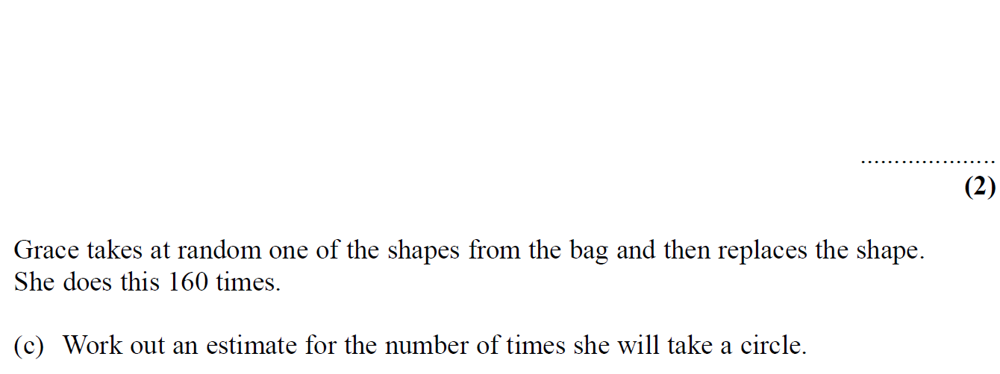 ....................
(2)
Grace takes at random one of the shapes from the bag and then replaces the shape.
She does this 160 times.
(c) Work out an estimate for the number of times she will take a circle.